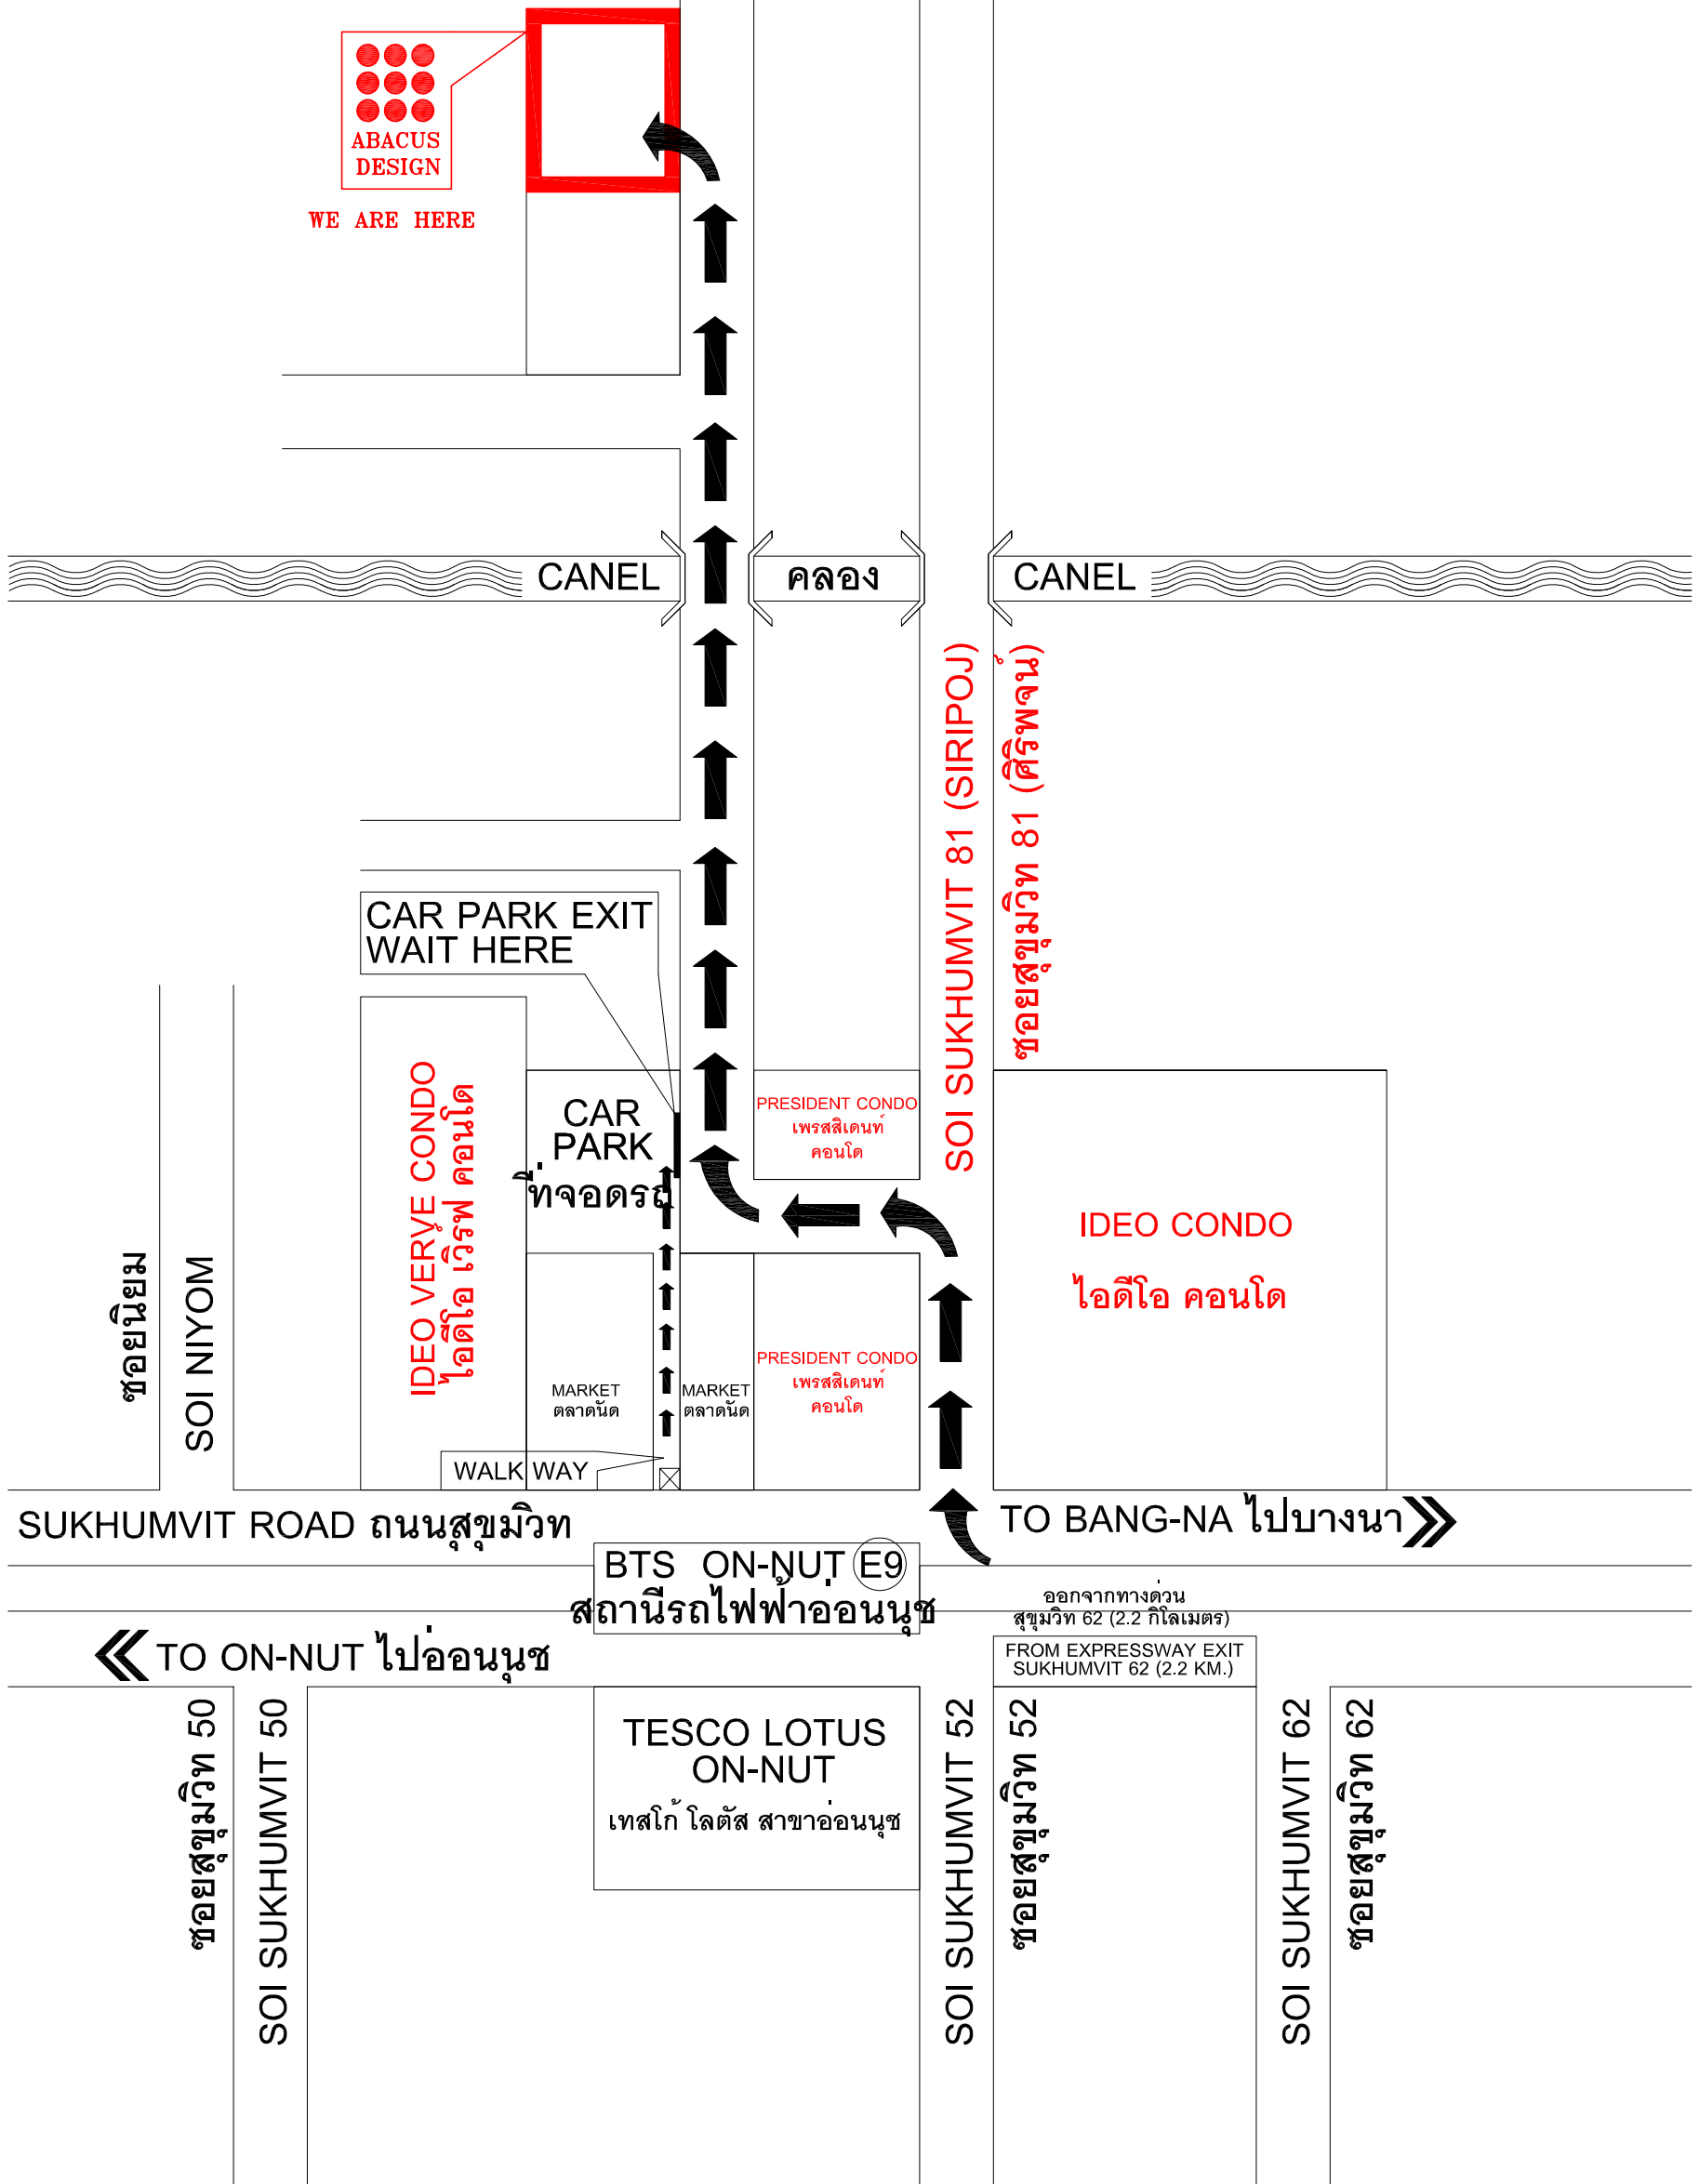 ABACUS
DESIGN
WE ARE HERE
CANEL
คลอง
CANEL
SOI SUKHUMVIT 81 (SIRIPOJ)
ซอยสุขุมวิท 81 (ศิริพจน์)
CAR PARK EXIT
WAIT HERE
CAR
PARK
ที่จอดรถ
PRESIDENT CONDO
เพรสสิเดนท์
คอนโด
IDEO VERVE CONDO
ไอดีโอ เวิร์ฟ คอนโด
IDEO CONDO
ไอดีโอ คอนโด
ซอยนิยม
SOI NIYOM
MARKET
ตลาดนัด
MARKET
ตลาดนัด
PRESIDENT CONDO
เพรสสิเดนท์
คอนโด
WALK WAY
SUKHUMVIT ROAD ถนนสุขุมวิท
TO BANG-NA ไปบางนา
BTS ON-NUT E9
สถานีรถไฟฟ้าอ่อนนุช
ออกจากทางด่วน
สุขุมวิท 62 (2.2 กิโลเมตร)
FROM EXPRESSWAY EXIT
SUKHUMVIT 62 (2.2 KM.)
TO ON-NUT ไปอ่อนนุช
ซอยสุขุมวิท 50
SOI SUKHUMVIT 50
TESCO LOTUS
ON-NUT
เทสโก้ โลตัส สาขาอ่อนนุช
SOI SUKHUMVIT 52
ซอยสุขุมวิท 52
SOI SUKHUMVIT 62
ซอยสุขุมวิท 62